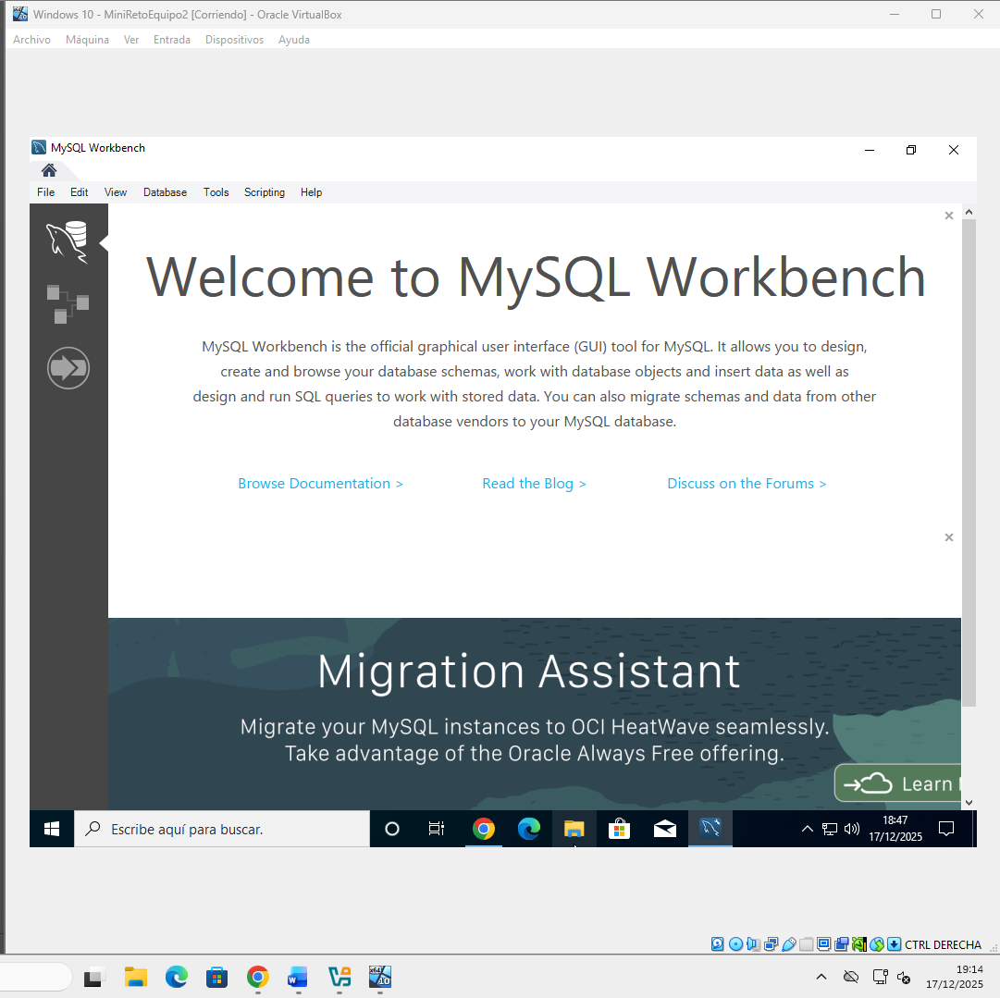 Windows 10 - MiniRetoEquipo2 [Corriendo] - Oracle VirtualBox
Archivo Máquina Ver Entrada Dispositivos Ayuda
MySQL Workbench
File Edit View Database Tools Scripting Help
Welcome to MySQL Workbench
MySQL Workbench is the official graphical user interface (GUI) tool for MySQL. It allows you to design,
create and browse your database schemas, work with database objects and insert data as well as
design and run SQL queries to work with stored data. You can also migrate schemas and data from other
database vendors to your MySQL database.
Browse Documentation > Read the Blog > Discuss on the Forums >
Migration Assistant
Migrate your MySQL instances to OCI HeatWave seamlessly.
Take advantage of the Oracle Always Free offering.
Learn
Escribe aquí para buscar.
18:47
17/12/2025
CTRL DERECHA
19:14
17/12/2025